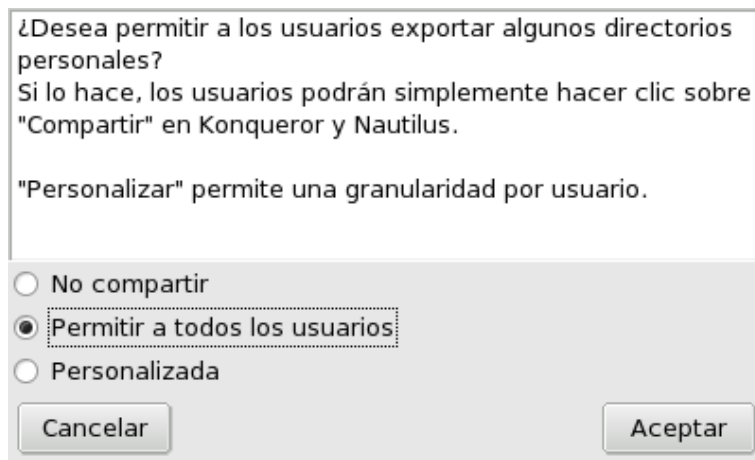 ¿Desea permitir a los usuarios exportar algunos directorios
personales?
Si lo hace, los usuarios podrán simplemente hacer clic sobre
"Compartir" en Konqueror y Nautilus.
"Personalizar" permite una granularidad por usuario.
No compartir
Permitir a todos los usuarios
Personalizada
Cancelar
Aceptar